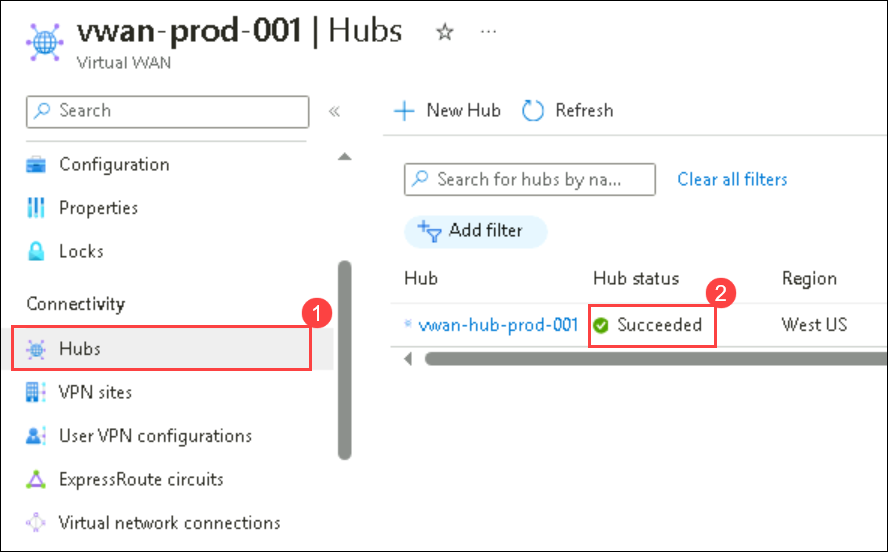 vwan-prod-001 | Hubs
Virtual WAN
Search
Configuration
Properties
Locks
Connectivity
1
Hubs
VPN sites
User VPN configurations
ExpressRoute circuits
Virtual network connections
New Hub Refresh
Search for hubs by na...
Clear all filters
Add filter
Hub Hub status Region
2
vwan-hub-prod-001 Succeeded West US